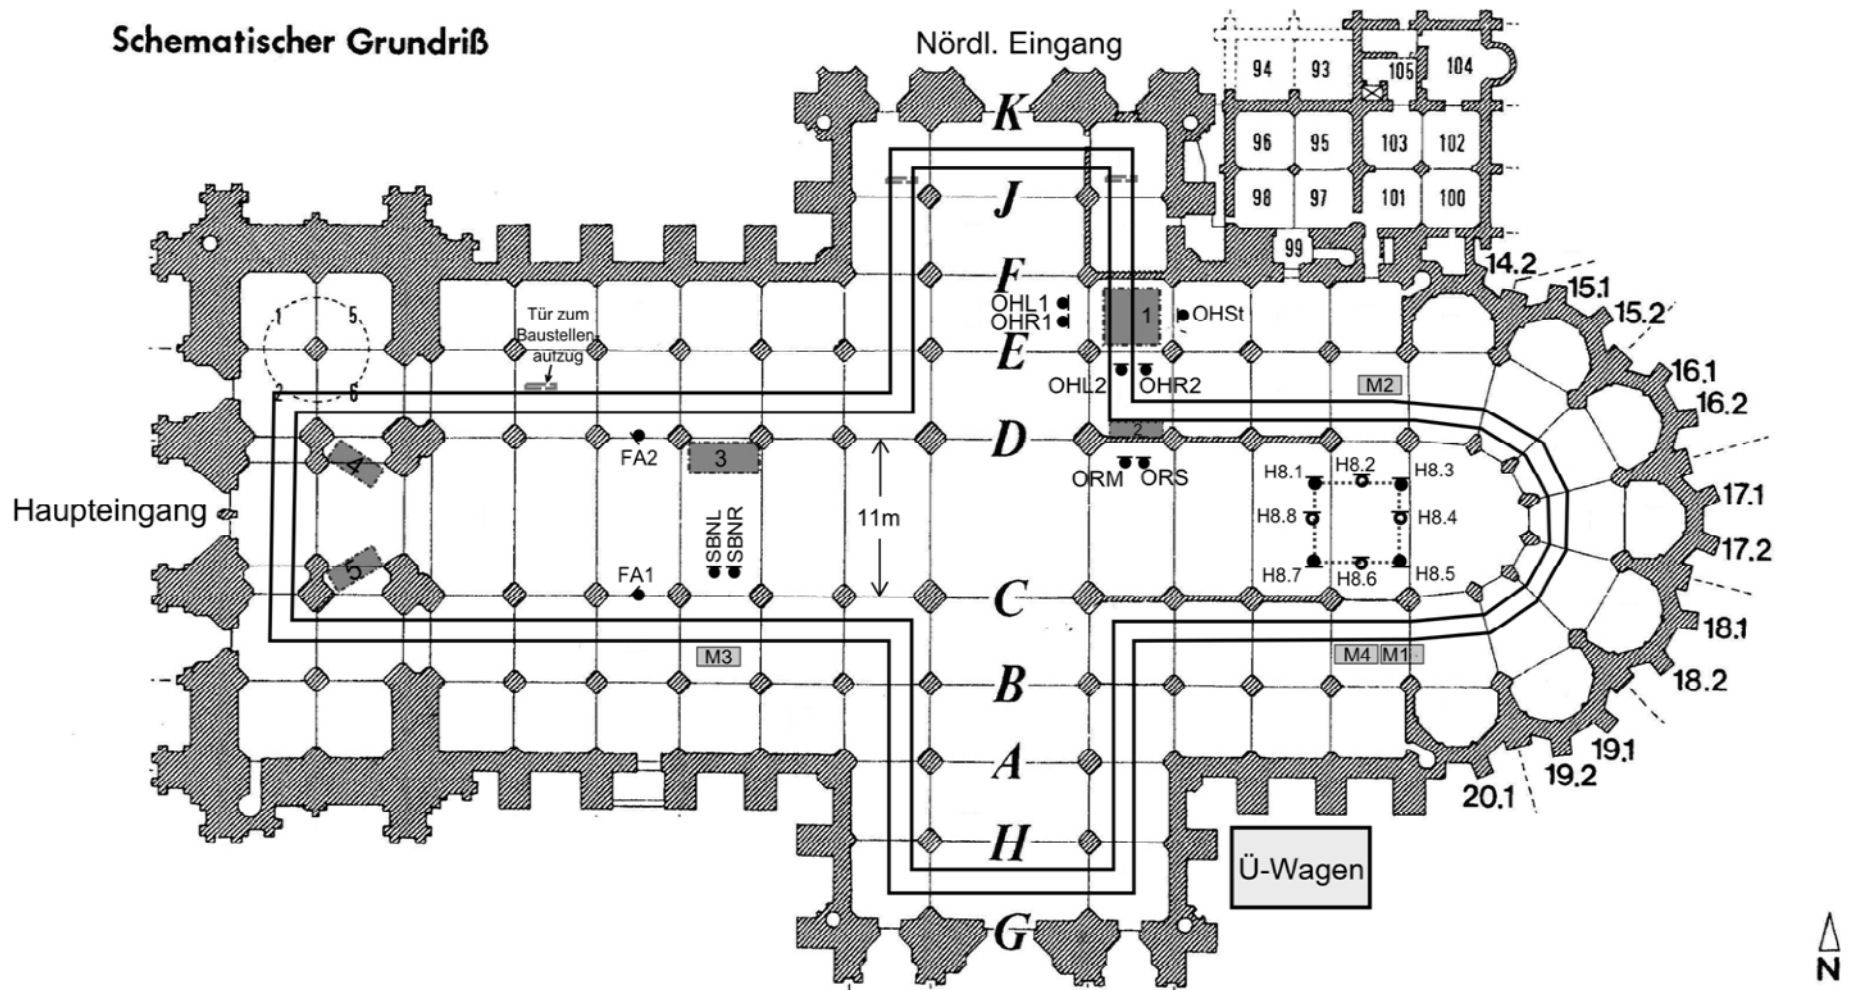 Schematischer Grundriß
Nördl. Eingang
94
93
105
104
K
96
95
103
102
J
98
97
101
100
99
F
14.2
15.1
15.2
OHL1
OHR1
1
OHSt
1
5
Tür zum
Baustellen
aufzug
E
2
6
OHL2
OHR2
M2
16.1
16.2
FA2
3
D
2
4
ORM
ORS
H8.1
H8.2
H8.3
17.1
Haupteingang
SBNL
SBNR
11m
H8.8
H8.4
17.2
5
FA1
H8.7
H8.6
H8.5
C
18.1
M3
M4
M1
B
18.2
A
19.1
19.2
20.1
H
Ü-Wagen
G
N